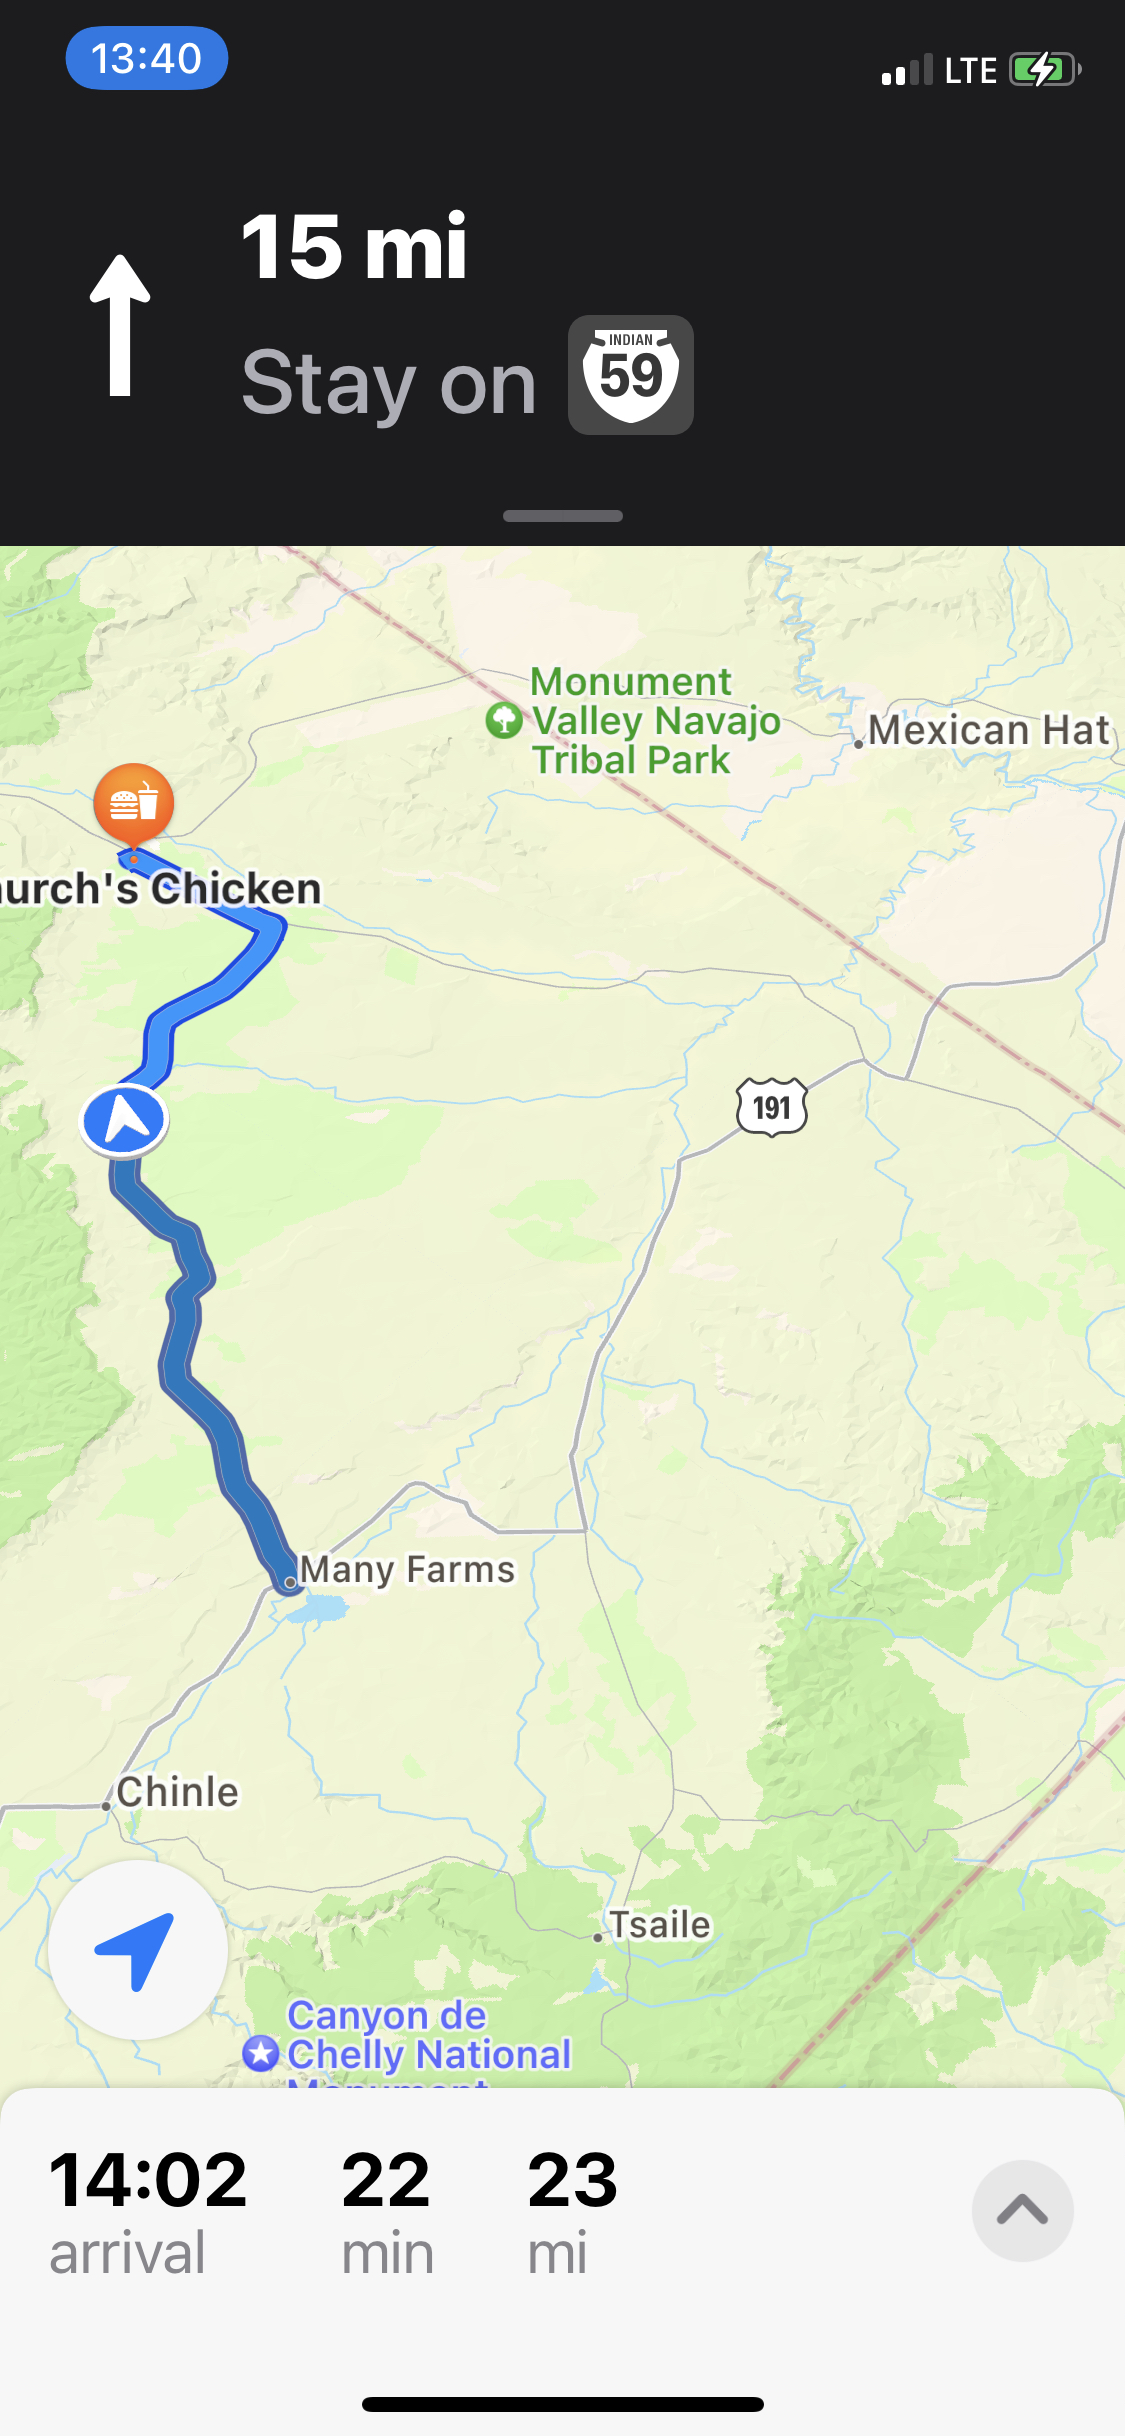 13:40
LTE
15 mi
Stay on
INDIAN
59
Monument
Valley Navajo
Tribal Park
Mexican Hat
urch's Chicken
191
Many Farms
Chinle
Tsaile
Canyon de
Chelly National
Monument
14:02 22 23
arrival min mi